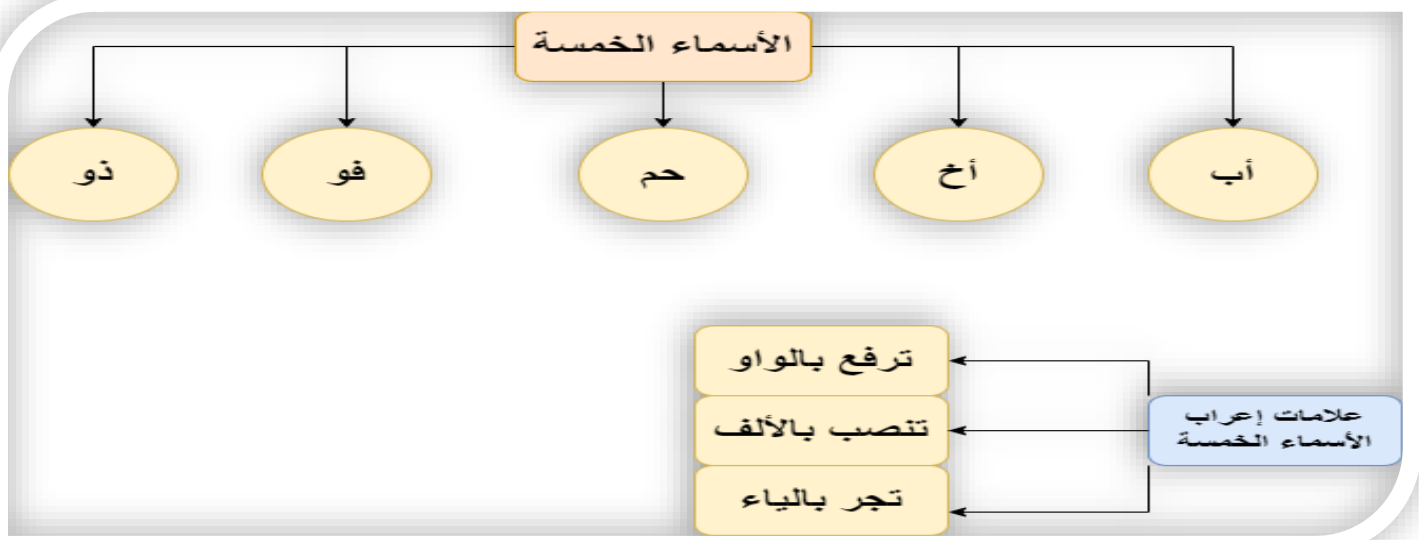 الأسماء الخمسة
أب
أخ
حم
فو
ذو
علامات إعراب
الأسماء الخمسة
ترفع بالواو
تنصب بالألف
تجر بالياء